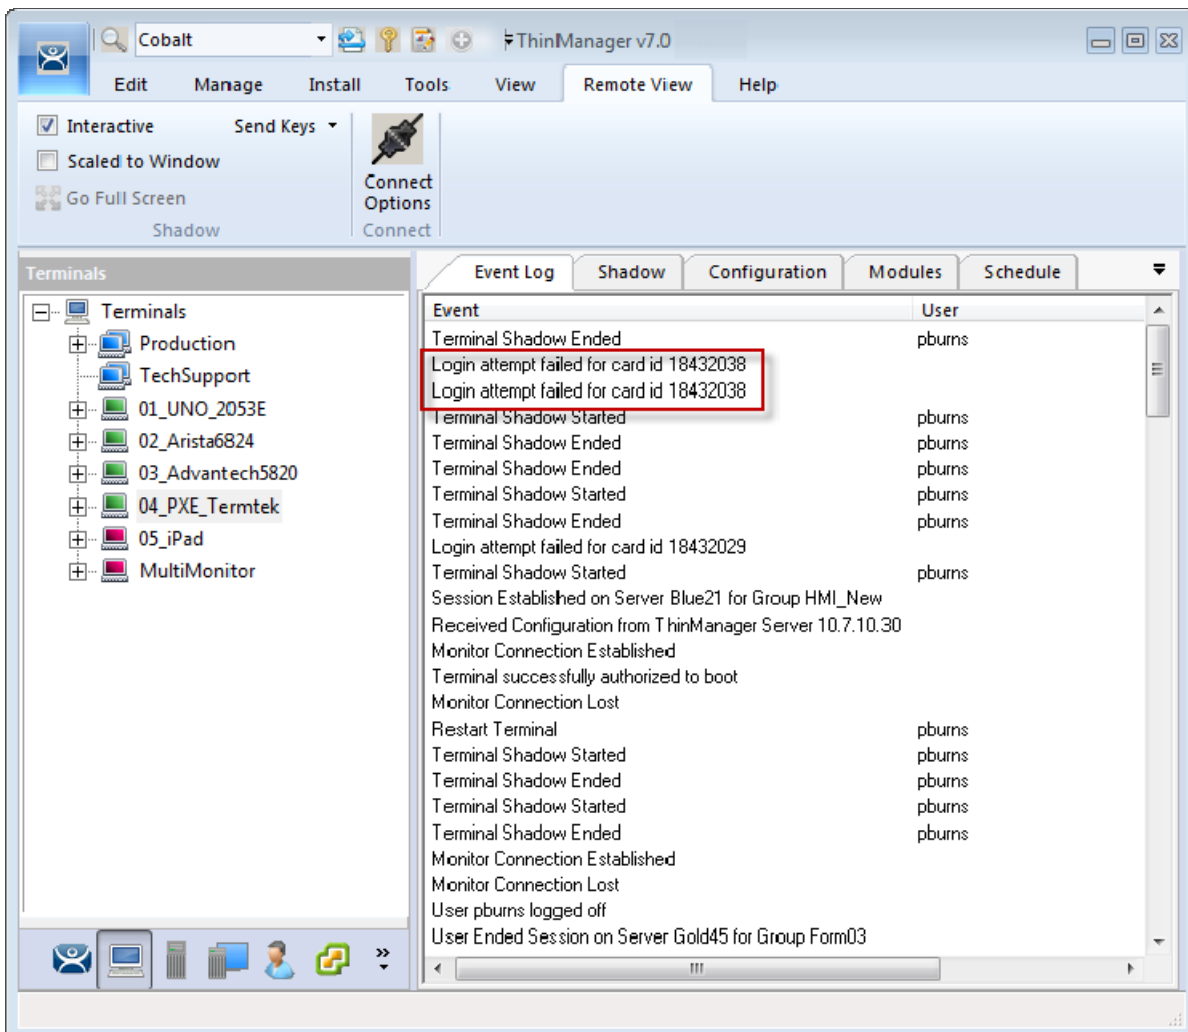 Cobalt ThinManager v7.0
Edit Manage Install Tools View Remote View Help
Interactive Send Keys
Scaled to Window
Go Full Screen
Shadow
Connect
Options
Connect
Terminals
Terminals
Production
TechSupport
01_UNO_2053E
02_Arista6824
03_Advantech5820
04_PXE_Termtek
05_iPad
MultiMonitor
Event Log Shadow Configuration Modules Schedule
Event User
Terminal Shadow Ended pburns
Login attempt failed for card id 18432038
Login attempt failed for card id 18432038
Terminal Shadow Started pburns
Terminal Shadow Ended pburns
Terminal Shadow Ended pburns
Terminal Shadow Started pburns
Terminal Shadow Ended pburns
Login attempt failed for card id 18432029
Terminal Shadow Started pburns
Session Established on Server Blue21 for Group HMI_New
Received Configuration from ThinManager Server 10.7.10.30
Monitor Connection Established
Terminal successfully authorized to boot
Monitor Connection Lost
Restart Terminal pburns
Terminal Shadow Started pburns
Terminal Shadow Ended pburns
Terminal Shadow Started pburns
Terminal Shadow Ended pburns
Monitor Connection Established
Monitor Connection Lost
User pburns logged off
User Ended Session on Server Gold45 for Group Form03